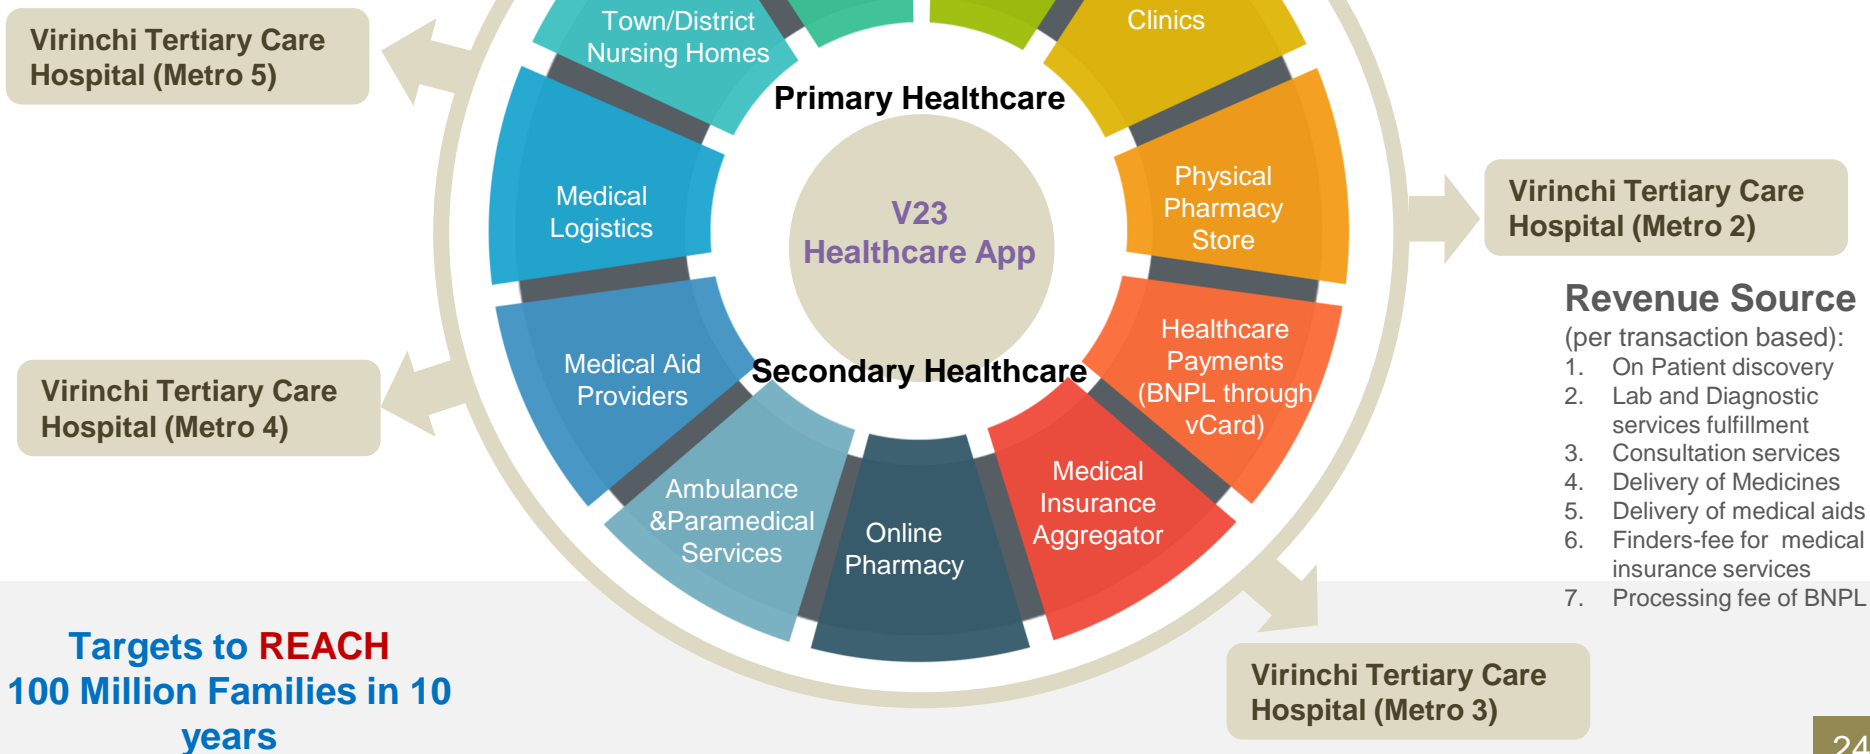 Town/District
Nursing Homes
Clinics
Virinchi Tertiary Care
Hospital (Metro 5)
Primary Healthcare
Medical
Logistics
V23
Healthcare App
Physical
Pharmacy
Store
Virinchi Tertiary Care
Hospital (Metro 2)
Medical Aid
Providers
Secondary Healthcare
Healthcare
Payments
(BNPL through
vCard)
Virinchi Tertiary Care
Hospital (Metro 4)
Ambulance
&Paramedical
Services
Online
Pharmacy
Medical
Insurance
Aggregator
Revenue Source
(per transaction based):
1. On Patient discovery
2. Lab and Diagnostic
services fulfillment
3. Consultation services
4. Delivery of Medicines
5. Delivery of medical aids
6. Finders-fee for medical
insurance services
7. Processing fee of BNPL
Targets to REACH
100 Million Families in 10
years
Virinchi Tertiary Care
Hospital (Metro 3)
24